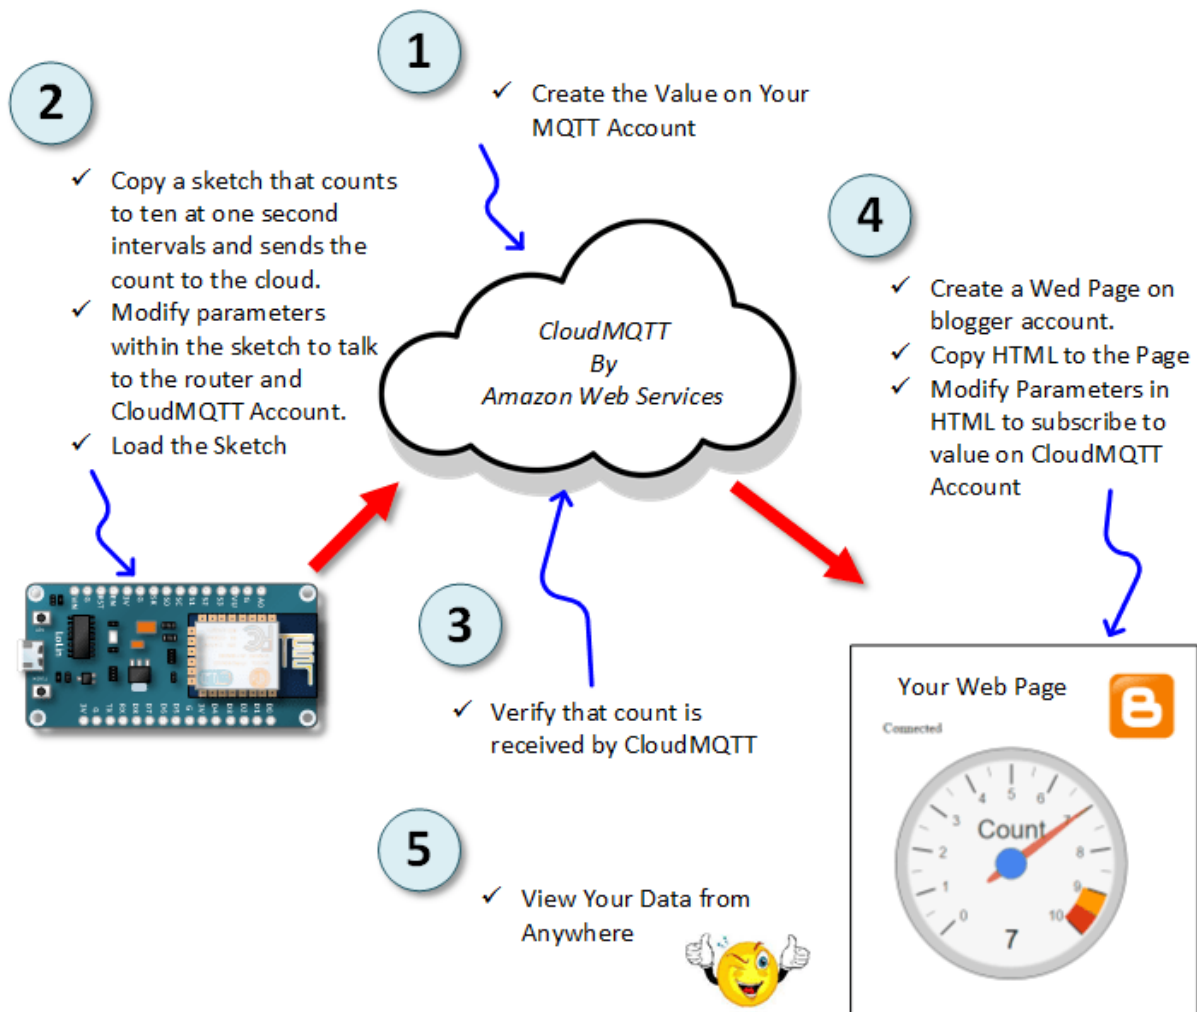 1
✓ Create the Value on Your
MQTT Account
2
✓ Copy a sketch that counts
to ten at one second
intervals and sends the
count to the cloud.
✓ Modify parameters
within the sketch to talk
to the router and
CloudMQTT Account.
✓ Load the Sketch
CloudMQTT
By
Amazon Web Services
3
✓ Verify that count is
received by CloudMQTT
4
✓ Create a Wed Page on
blogger account.
✓ Copy HTML to the Page
✓ Modify Parameters in
HTML to subscribe to
value on CloudMQTT
Account
5
✓ View Your Data from
Anywhere
Your Web Page
Connected
Count
0
1
2
3
4
5
6
7
8
9
10
7
LoLin